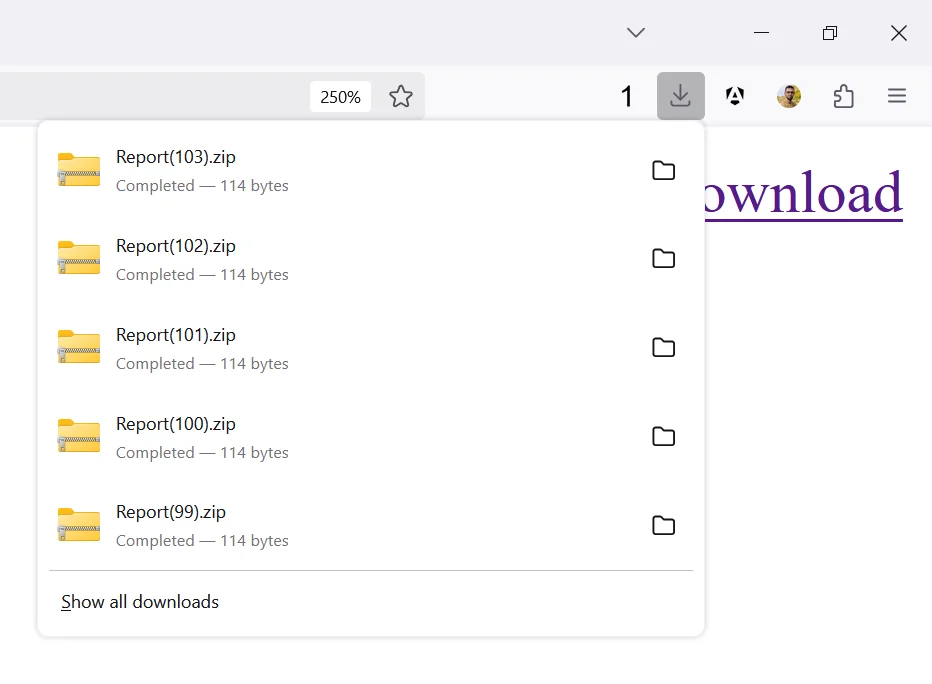 250%
1
Report(103).zip
Completed — 114 bytes
ownload
Report(102).zip
Completed — 114 bytes
Report(101).zip
Completed — 114 bytes
Report(100).zip
Completed — 114 bytes
Report(99).zip
Completed — 114 bytes
Show all downloads